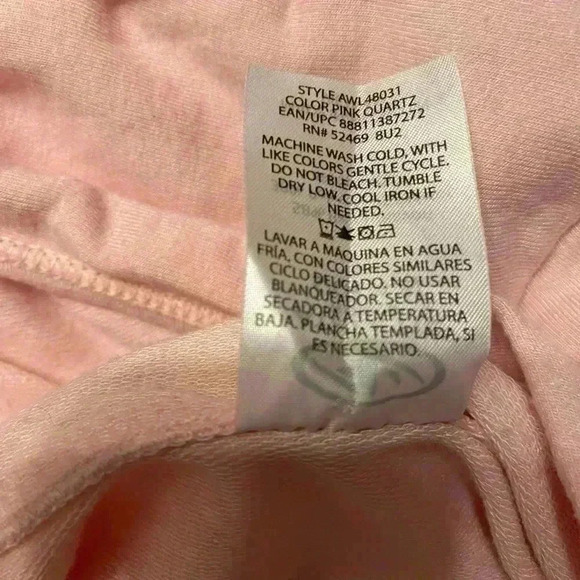 STYLE AWL48031
COLOR PINK QUARTZ
EAN/UPC 88811387272
RN# 52469 8U2
MACHINE WASH COLD, WITH
LIKE COLORS GENTLE CYCLE.
DO NOT BLEACH. TUMBLE
DRY LOW. COOL IRON IF
NEEDED.
LAVAR A MÁQUINA EN AGUA
FRÍA, CON COLORES SIMILARES
CICLO DELICADO. NO USAR
BLANQUEADOR. SECAR EN
SECADORA A TEMPERATURA
BAJA. PLANCHA TEMPLADA, SI
ES NECESARIO.